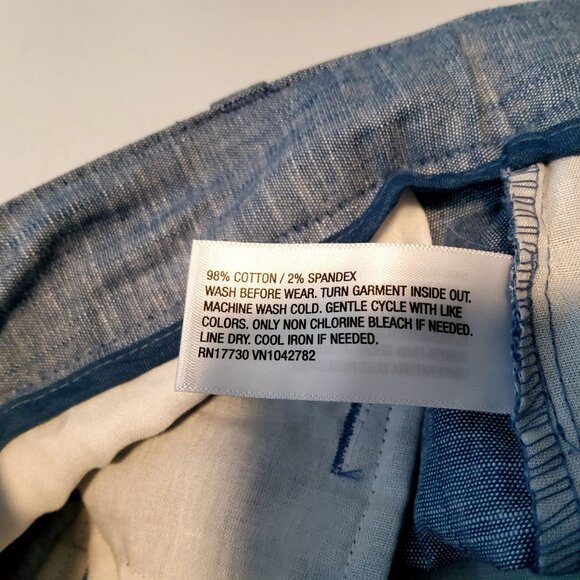 98% COTTON / 2% SPANDEX
WASH BEFORE WEAR. TURN GARMENT INSIDE OUT.
MACHINE WASH COLD. GENTLE CYCLE WITH LIKE
COLORS. ONLY NON CHLORINE BLEACH IF NEEDED.
LINE DRY. COOL IRON IF NEEDED.
RN17730 VN1042782